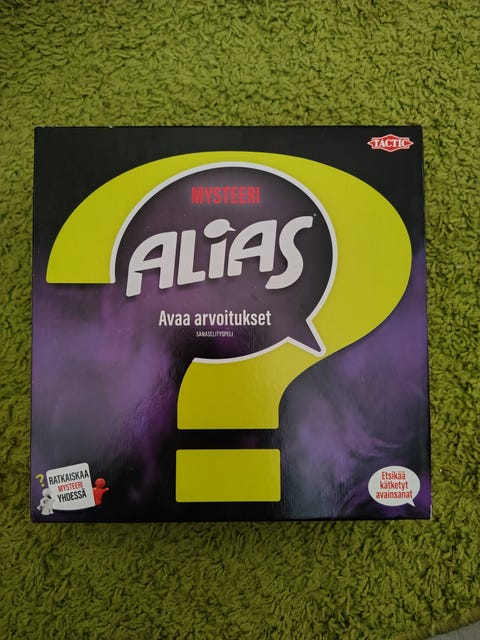 TACTIC
MYSTEERI
ALiAS
Avaa arvoitukset
SANASELITYSPELI
RATKAISKAA
MYSTEERI
YHDESSÄ
Etsikää
kätketyt
avainsanat